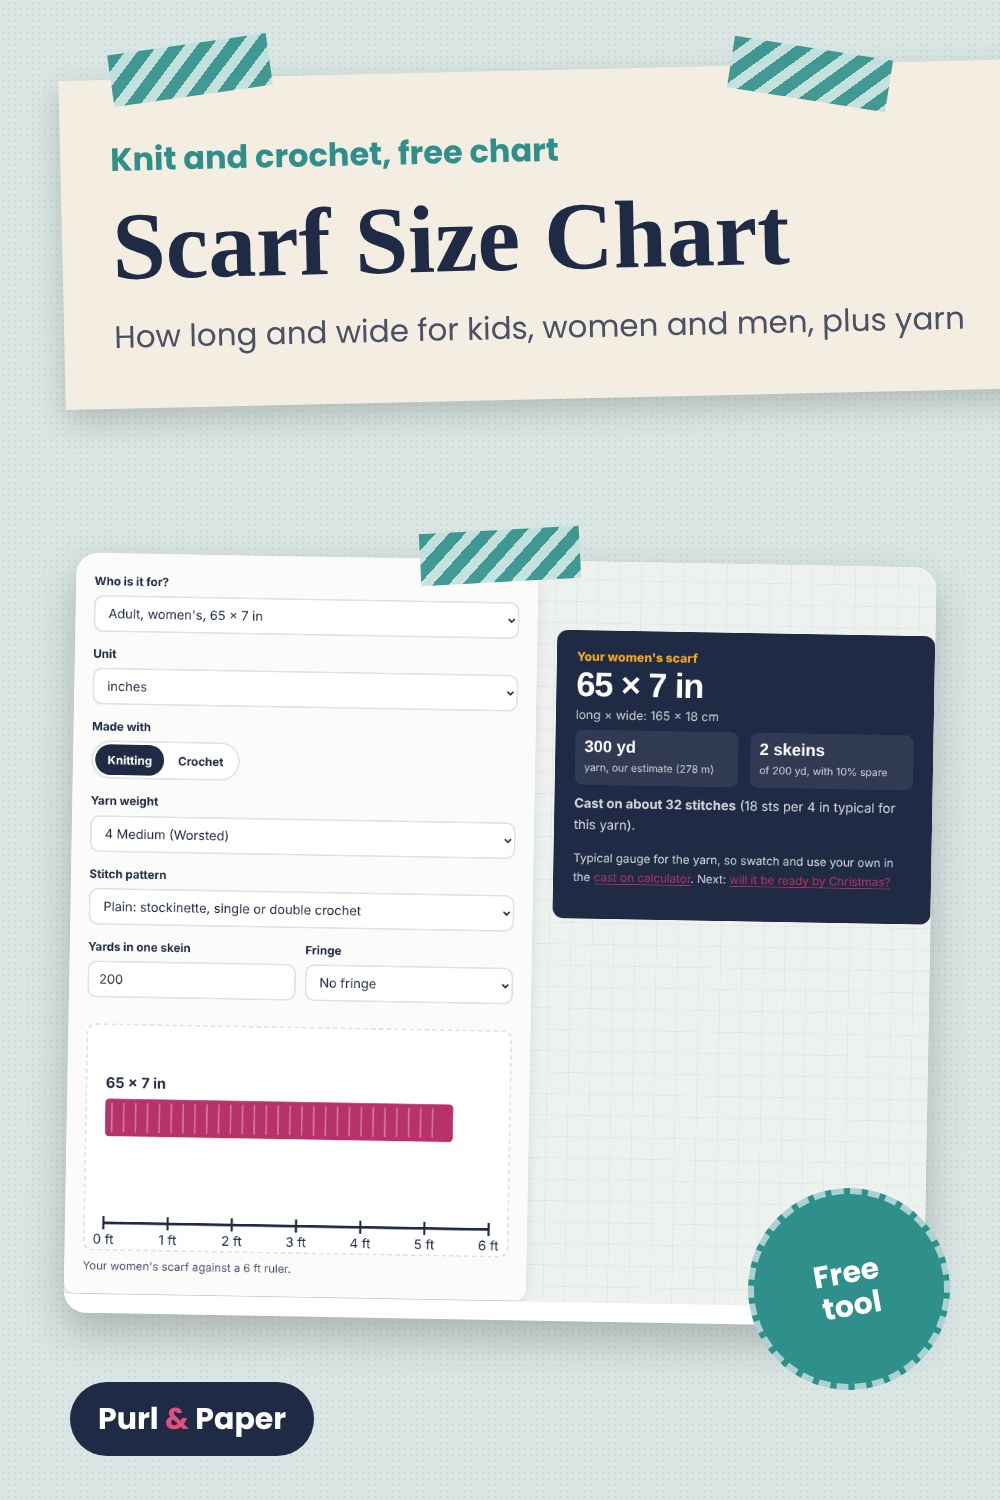 Knit and crochet, free chart
Scarf Size Chart
How long and wide for kids, women and men, plus yarn
Who is it for?
Adult, women's, 65 × 7 in
Unit
inches
Made with
Knitting
Crochet
Yarn weight
4 Medium (Worsted)
Stitch pattern
Plain: stockinette, single or double crochet
Yards in one skein
Fringe
200
No fringe
65 × 7 in
0 ft
1 ft
2 ft
3 ft
4 ft
5 ft
6 ft
Your women's scarf against a 6 ft ruler.
Your women's scarf
65 × 7 in
long × wide: 165 × 18 cm
300 yd
yarn, our estimate (278 m)
2 skeins
of 200 yd, with 10% spare
Cast on about 32 stitches (18 sts per 4 in typical for
this yarn).
Typical gauge for the yarn, so swatch and use your own in
the cast on calculator. Next: will it be ready by Christmas?
Free
tool
Purl & Paper